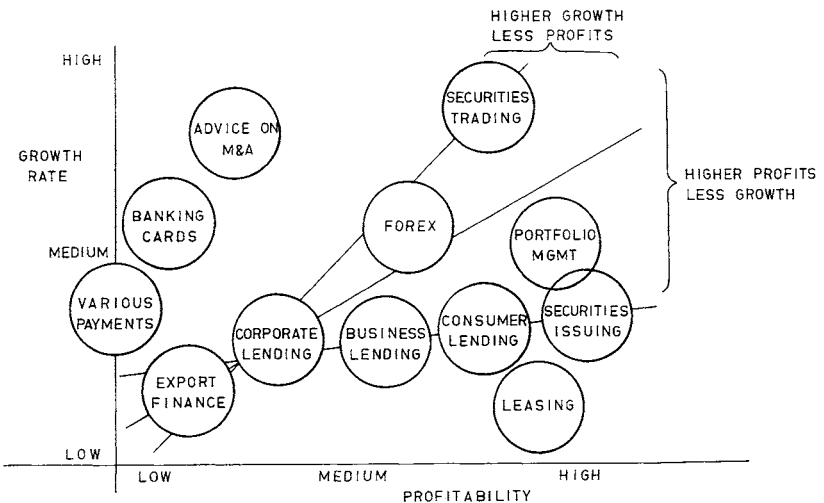 HIGHER GROWTH
LESS PROFITS
HIGH
SECURITIES
TRADING
ADVICE ON
M&A
GROWTH
RATE
HIGHER PROFITS
LESS GROWTH
BANKING
CARDS
FOREX
PORTFOLIO
MGMT
MEDIUM
VARIOUS
PAYMENTS
CORPORATE
LENDING
BUSINESS
LENDING
CONSUMER
LENDING
SECURITIES
ISSUING
EXPORT
FINANCE
LEASING
LOW
LOW
MEDIUM
HIGH
PROFITABILITY